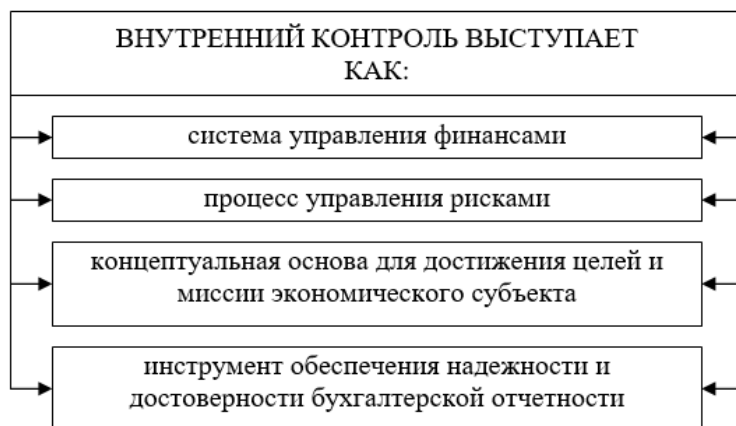 ВНУТРЕННИЙ КОНТРОЛЬ ВЫСТУПАЕТ
КАК:
система управления финансами
процесс управления рисками
концептуальная основа для достижения целей и
миссии экономического субъекта
инструмент обеспечения надежности и
достоверности бухгалтерской отчетности